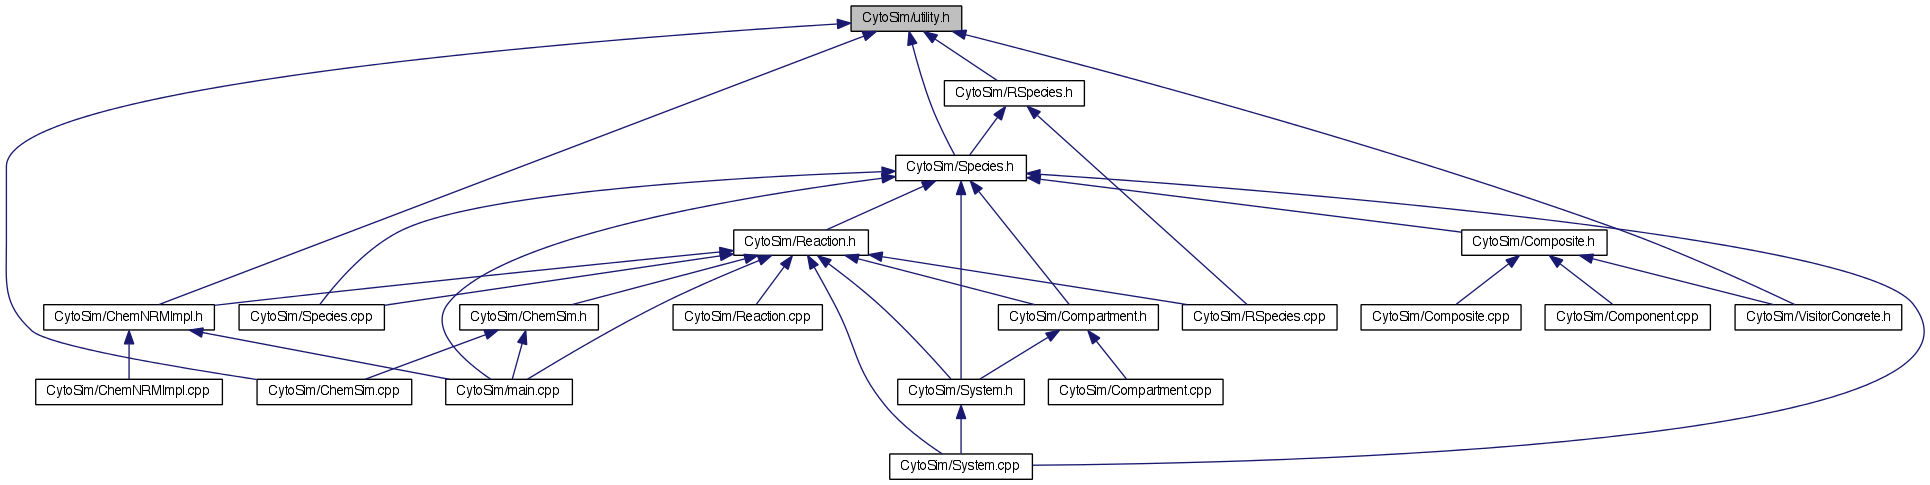 CytoSim/utility.h
CytoSim/RSpecies.h
CytoSim/Species.h
CytoSim/Reaction.h
CytoSim/Composite.h
CytoSim/ChemNRMImpl.h
CytoSim/Species.cpp
CytoSim/ChemSim.h
CytoSim/Reaction.cpp
CytoSim/Compartment.h
CytoSim/RSpecies.cpp
CytoSim/Composite.cpp
CytoSim/Component.cpp
CytoSim/VisitorConcrete.h
CytoSim/ChemNRMImpl.cpp
CytoSim/ChemSim.cpp
CytoSim/main.cpp
CytoSim/System.h
CytoSim/Compartment.cpp
CytoSim/System.cpp